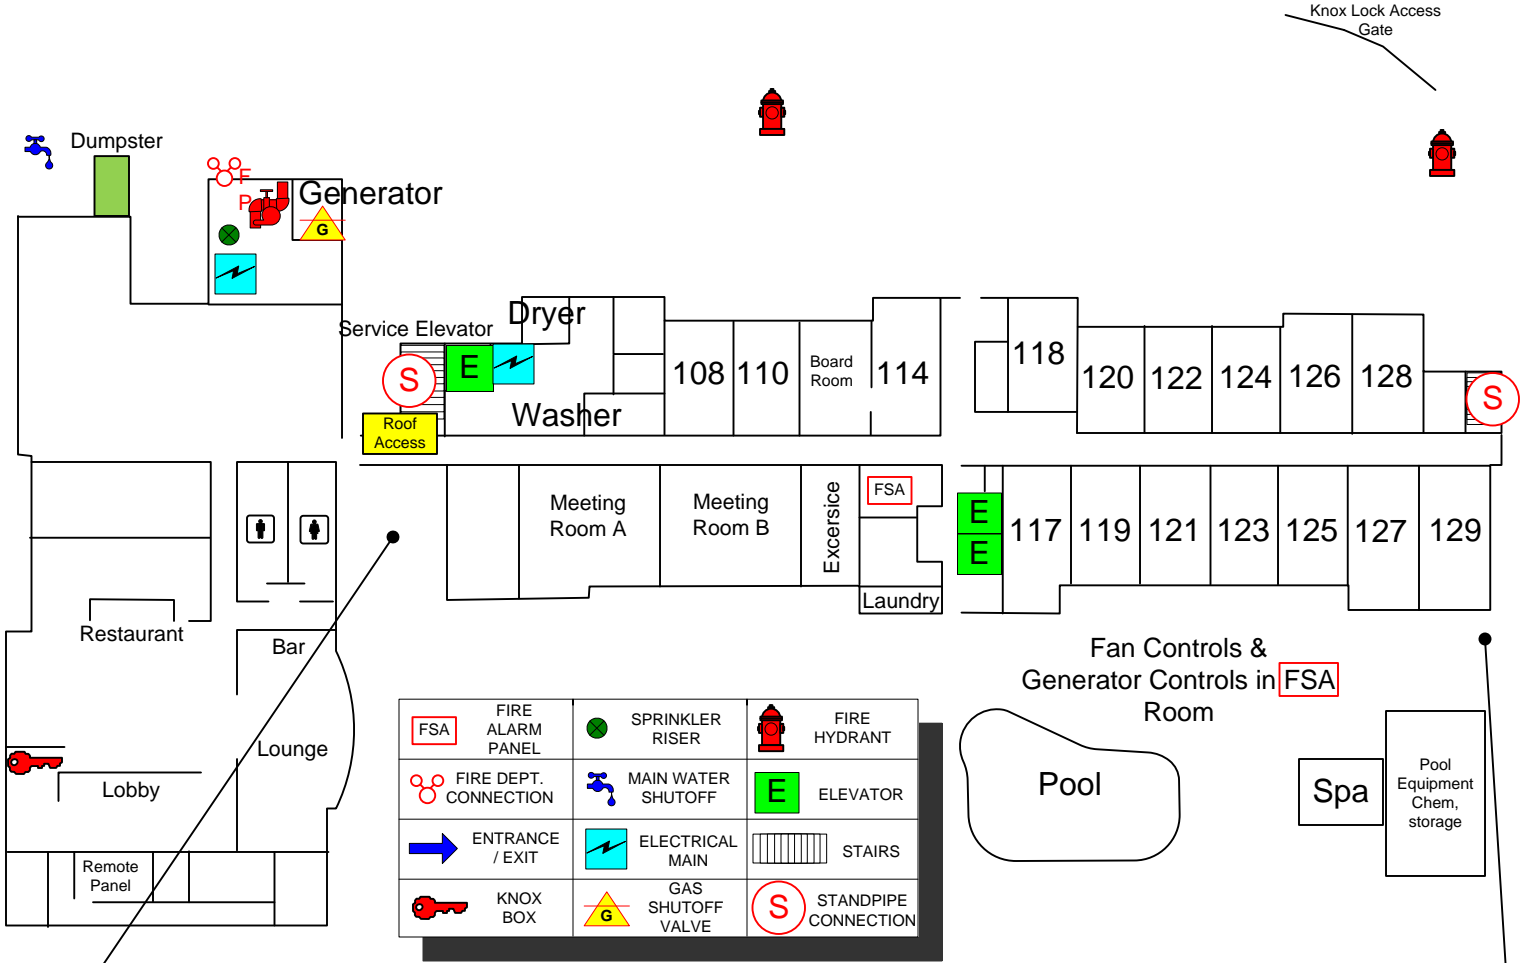 Knox Lock Access
Gate
Dumpster
F
P
Generator
G
Service Elevator
Dryer
S
E
Washer
Roof
Access
108
110
Board
Room
114
118
120
122
124
126
128
S
Meeting
Room A
Meeting
Room B
Excersice
FSA
Laundry
E
E
117
119
121
123
125
127
129
Restaurant
Bar
Lounge
Lobby
Remote
Panel
Fan Controls &
Generator Controls in FSA
Room
Pool
Spa
Pool
Equipment
Chem,
storage
FSA
FIRE
ALARM
PANEL
SPRINKLER
RISER
FIRE
HYDRANT
FIRE DEPT.
CONNECTION
MAIN WATER
SHUTOFF
E
ELEVATOR
ENTRANCE
/ EXIT
ELECTRICAL
MAIN
STAIRS
KNOX
BOX
G
GAS
SHUTOFF
VALVE
S
STANDPIPE
CONNECTION